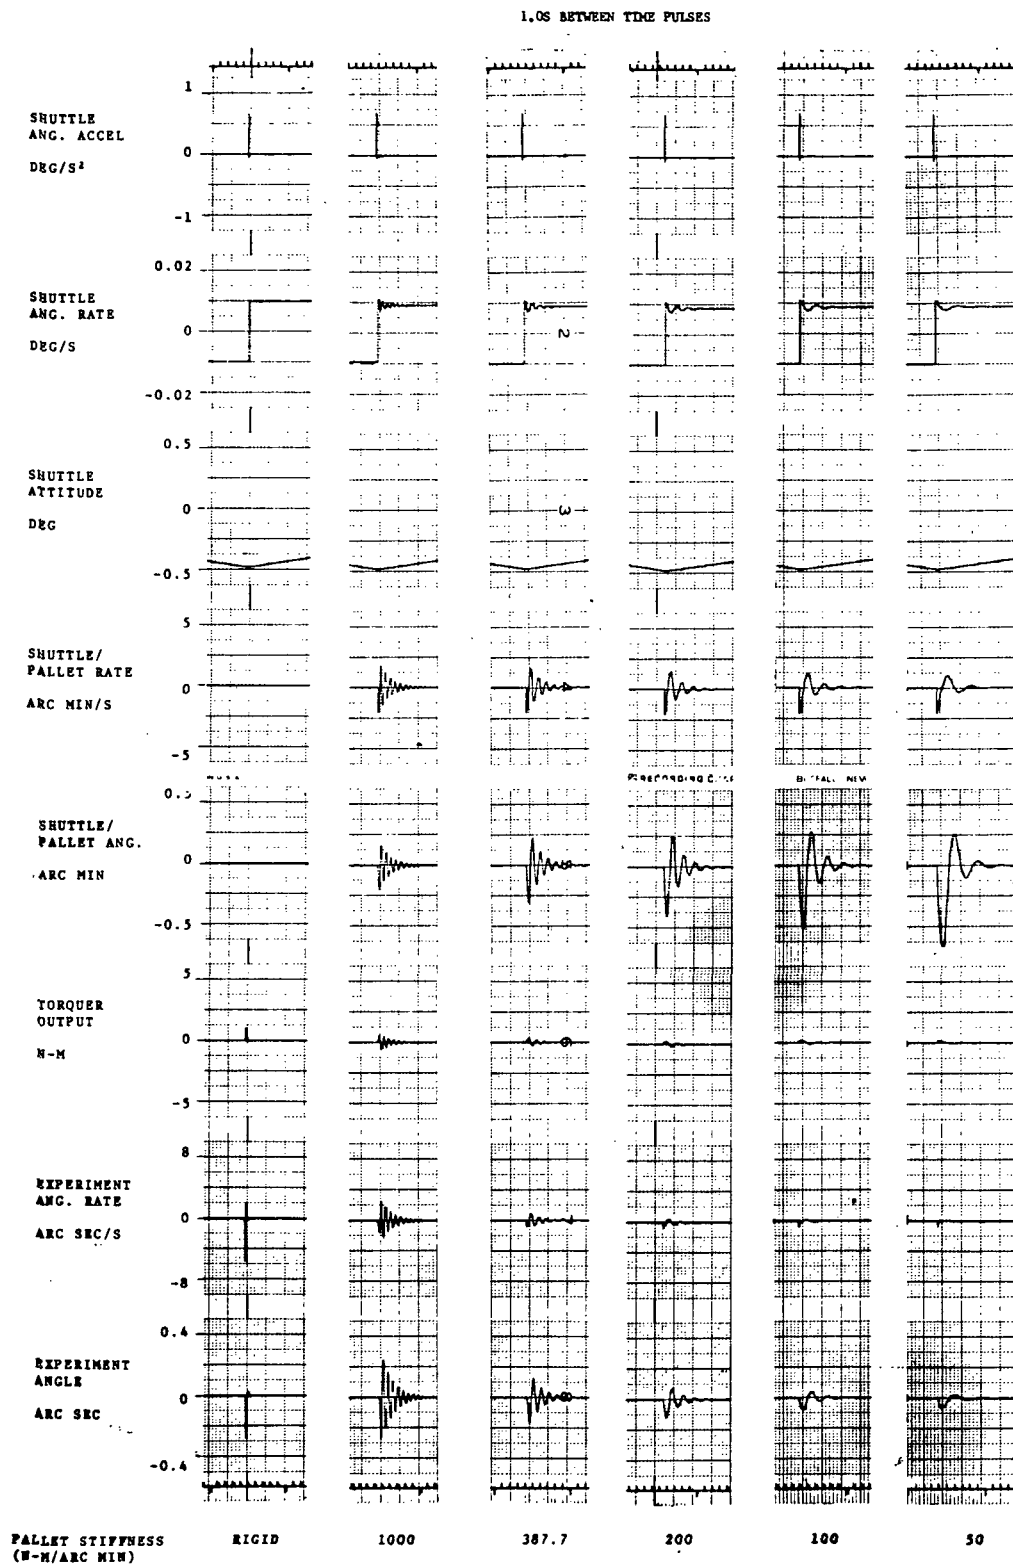 1.0S BETWEEN TIME PULSES
SHUTTLE
ANG. ACCEL
DEG/S²
1
0
-1
SHUTTLE
ANG. RATE
DEG/S
0.02
0
-0.02
2
SHUTTLE
ATTITUDE
DEG
0.5
0
-0.5
3
SHUTTLE/
PALLET RATE
ARC MIN/S
5
0
-5
RECORDING C
SHUTTLE/
PALLET ANG.
ARC MIN
0
-0.5
TORQUER
OUTPUT
N-M
5
0
-5
EXPERIMENT
ANG. RATE
ARC SEC/S
8
0
-8
EXPERIMENT
ANGLE
ARC SEC
0.4
0
-0.4
PALLET STIFFNESS
(N-M/ARC MIN)
RIGID 1000 387.7 200 100 50